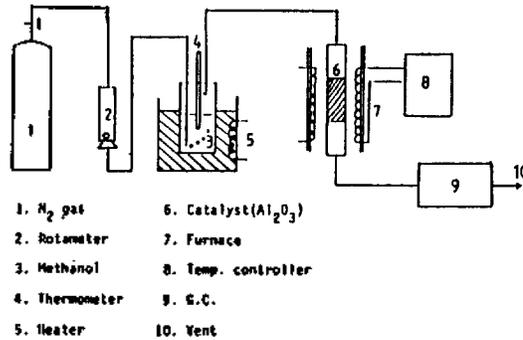 4
1
2
3
5
6
7
8
9
10
1. N₂ gas
2. Rotameter
3. Methanol
4. Thermometer
5. Heater
6. Catalyst(Al₂O₃)
7. Furnace
8. Temp. controller
9. G.C.
10. Vent